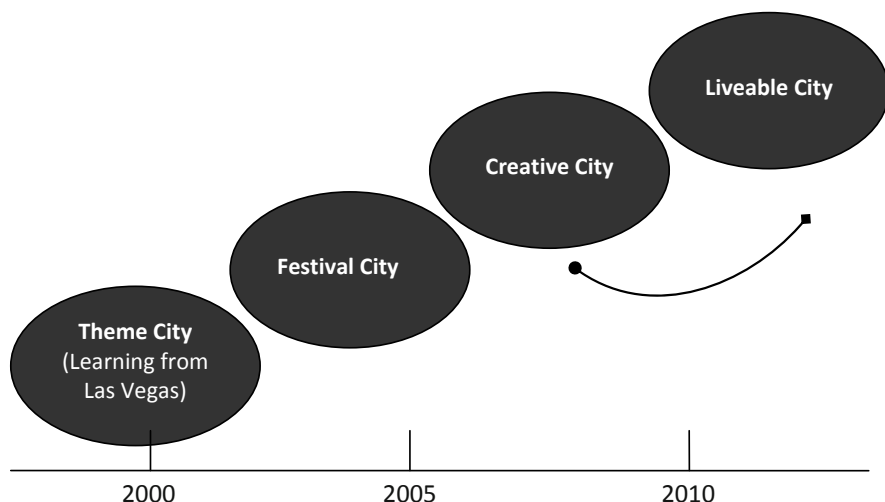 Liveable City
Creative City
Festival City
Theme City
(Learning from
Las Vegas)
2000
2005
2010